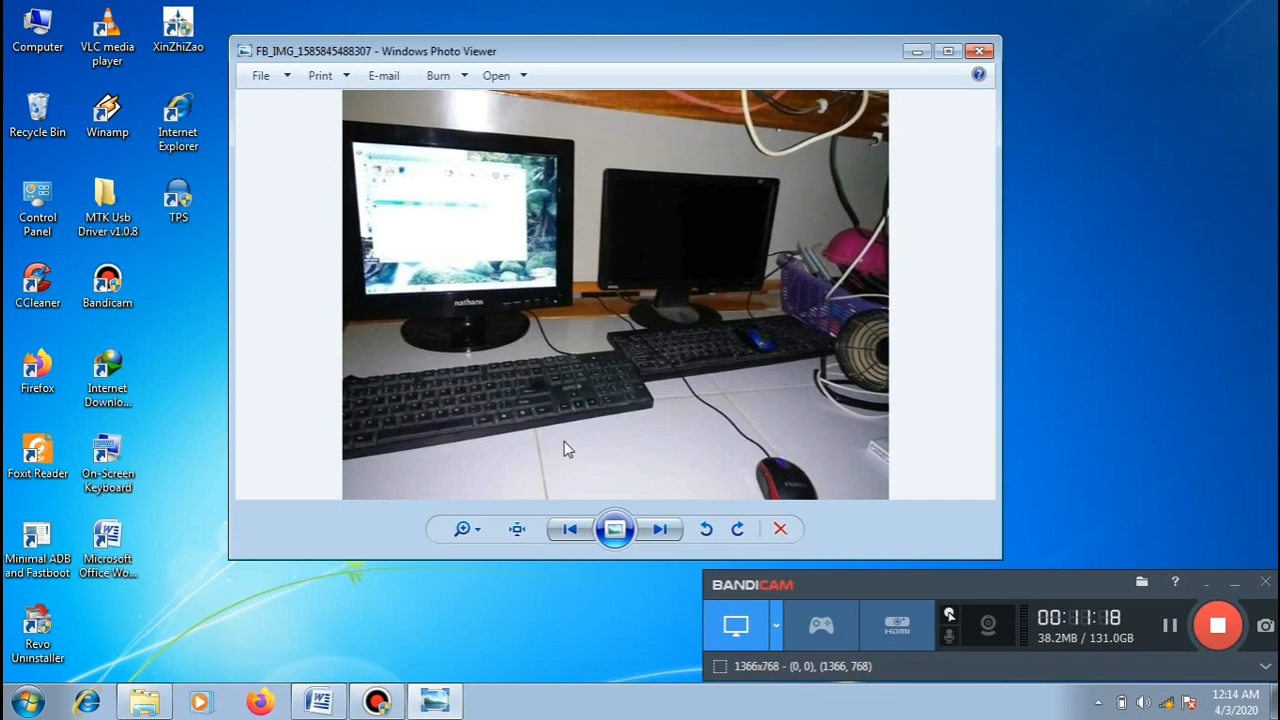 Computer
VLC media
player
XinZhiZao
Recycle Bin
Winamp
Internet
Explorer
Control
Panel
MTK Usb
Driver v1.0.8
TPS
CCleaner
Bandicam
Firefox
Internet
Downlo...
Foxit Reader
On-Screen
Keyboard
Minimal ADB
and Fastboot
Microsoft
Office Wo...
Revo
Uninstaller
FB_IMG_1585845488307 - Windows Photo Viewer
File
Print
E-mail
Burn
Open
nathans
BANDICAM
HDMI
00:11:18
38.2MB / 131.0GB
1366x768 - (0, 0), (1366, 768)
12:14 AM
4/3/2020